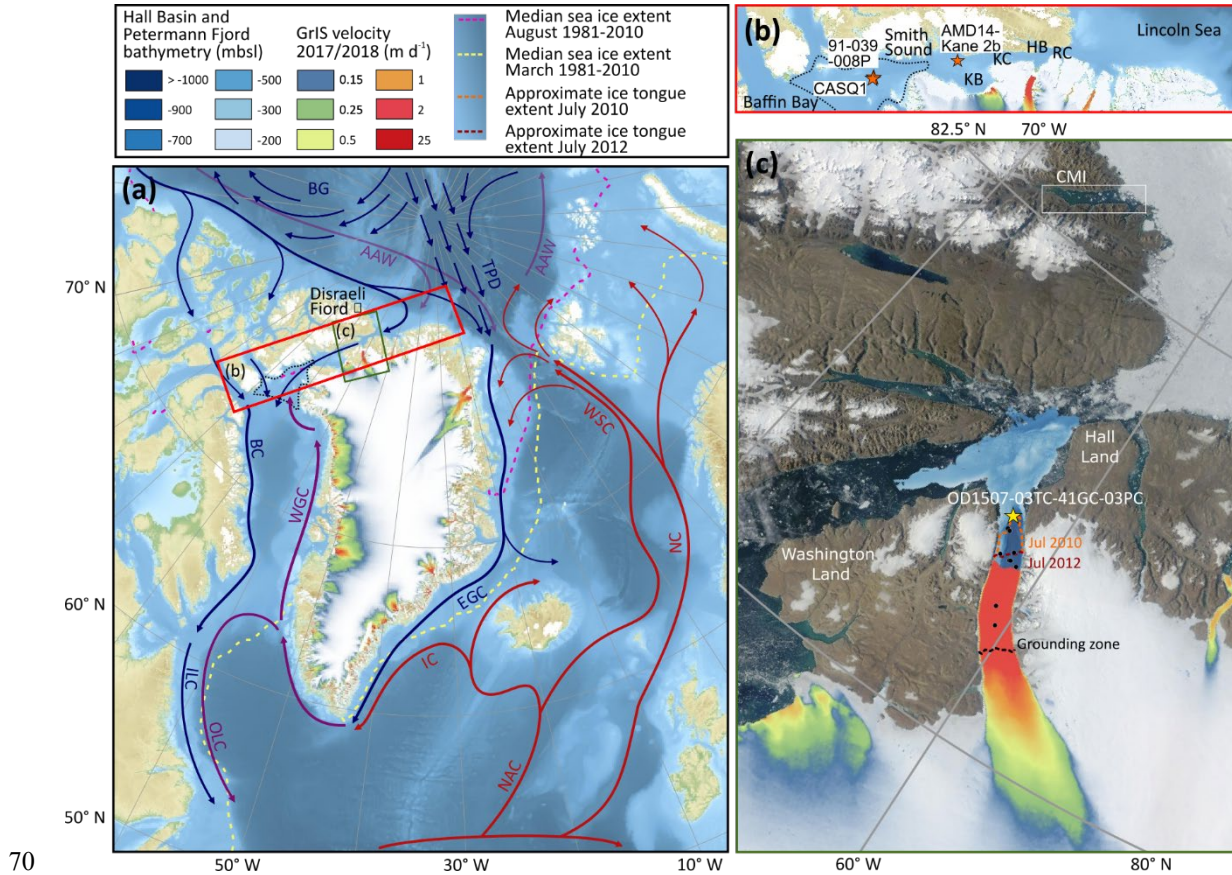 Hall Basin and
Petermann Fjord
bathymetry (mbsl)
> -1000
-900
-700
-500
-300
-200
GrIS velocity
2017/2018 (m d⁻¹)
0.15
0.25
0.5
1
2
25
Median sea ice extent
August 1981-2010
Median sea ice extent
March 1981-2010
Approximate ice tongue
extent July 2010
Approximate ice tongue
extent July 2012
(b)
Smith
Sound
AMD14-
Kane 2b
91-039
-008P
CASQ1
Baffin Bay
KB
KC
HB
RC
Lincoln Sea
82.5° N
70° W
(a)
BG
AAW
AAW
TPD
70° N
Disraeli
Fiord
(c)
(b)
BC
WGC
WSC
NC
60° N
EGC
IC
ILC
OLC
NAC
50° N
50° W
30° W
10° W
(c)
CMI
Hall
Land
OD1507-03TC-41GC-03PC
Jul 2010
Jul 2012
Washington
Land
Grounding zone
60° W
80° N
70